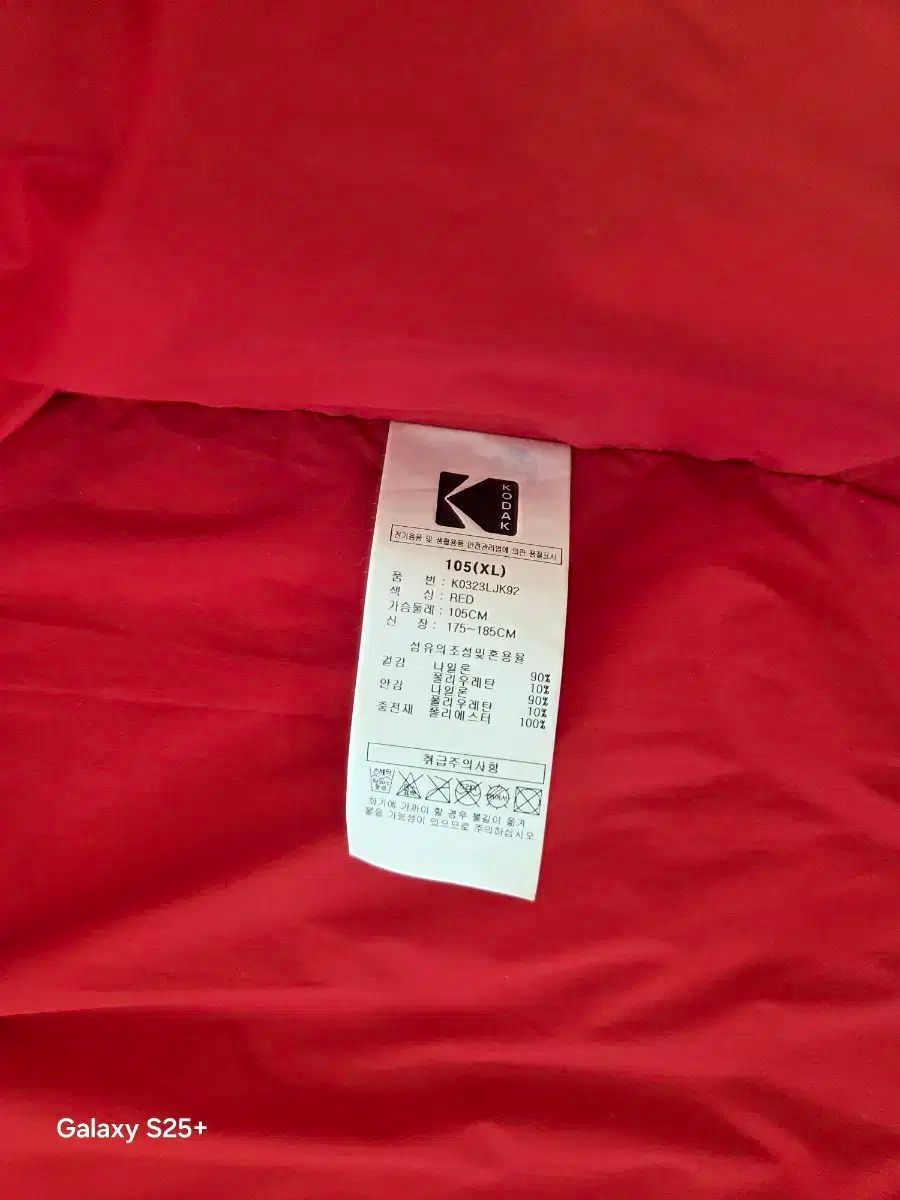 KODAK
전기용품 및 생활용품 안전관리법에 의한 품질표시
105(XL)
품 번 : K0323LJK92
색 상 : RED
가슴둘레 : 105CM
신 장 : 175~185CM
섬유의조성및혼용율
겉감 나일론 90%
폴리우레탄 10%
안감 나일론 90%
폴리우레탄 10%
충전재 폴리에스터 100%
취급주의사항
화기에 가까이 할 경우 불길이 옮겨
붙을 가능성이 있으므로 주의하십시오
Galaxy S25+